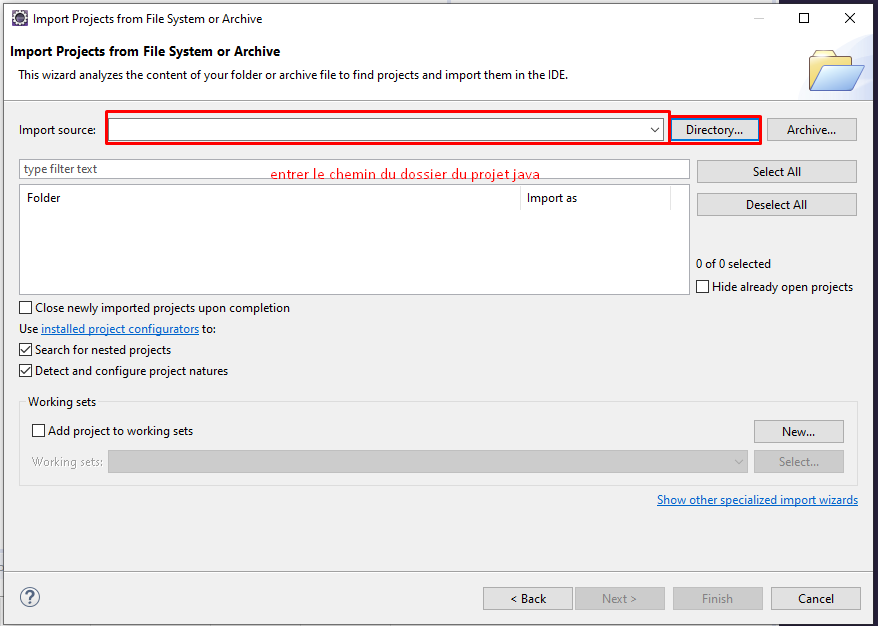 Import Projects from File System or Archive
Import Projects from File System or Archive
This wizard analyzes the content of your folder or archive file to find projects and import them in the IDE.
Import source:
Directory...
Archive...
type filter text
entrer le chemin du dossier du projet java
Select All
Folder
Import as
Deselect All
0 of 0 selected
Hide already open projects
Close newly imported projects upon completion
Use installed project configurators to:
Search for nested projects
Detect and configure project natures
Working sets
Add project to working sets
New...
Working sets:
Select...
Show other specialized import wizards
?
< Back
Next >
Finish
Cancel